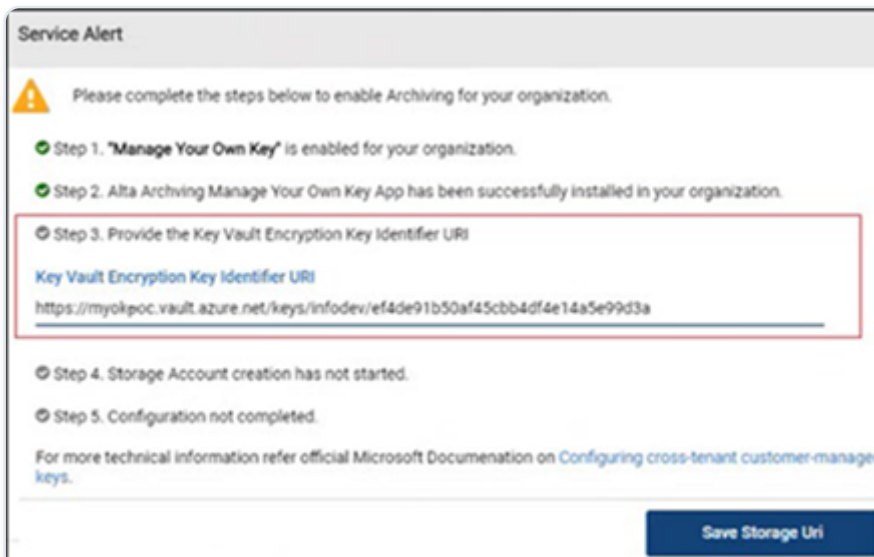 Service Alert
Please complete the steps below to enable Archiving for your organization.
Step 1. "Manage Your Own Key" is enabled for your organization.
Step 2. Alta Archving Manage Your Own Key App has been successfully installed in your organization.
Step 3. Provide the Key Vault Encryption Key Identifier URI
Key Vault Encryption Key Identifier URI
https://myokpoc.vault.azure.net/keys/infodev/ef4de91b50af45cbb4df4e14a5e99d3a
Step 4. Storage Account creation has not started.
Step 5. Configuration not completed.
For more technical information refer official Microsoft Documenation on Configuring cross-tenant customer-manage
keys.
Save Storage Uri